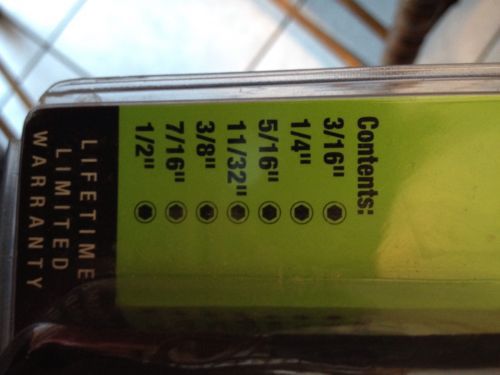 Contents:
3/16"
1/4"
5/16"
11/32"
3/8"
7/16"
1/2"
LIFETIME
LIMITED
WARRANTY